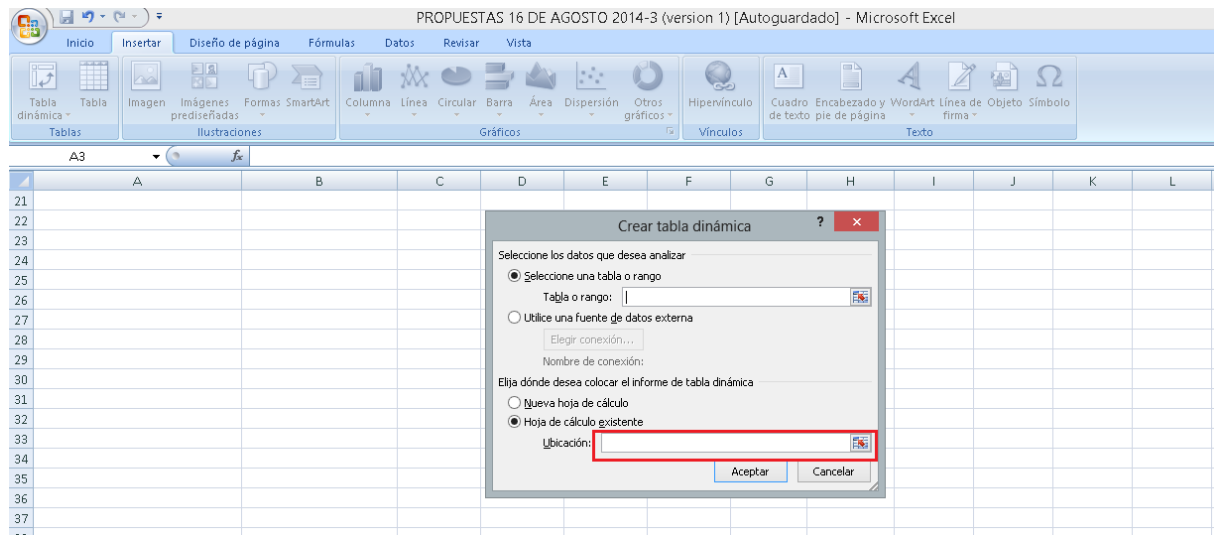 PROPUESTAS 16 DE AGOSTO 2014-3 (version 1) [Autoguardado] - Microsoft Excel
Inicio Insertar Diseño de página Fórmulas Datos Revisar Vista
Tabla dinámica Tabla Imagen Imágenes prediseñadas Formas SmartArt Columna Línea Circular Barra Área Dispersión Otros gráficos Hipervínculo Cuadro de texto Encabezado y pie de página WordArt Línea de firma Objeto Símbolo
Tablas Ilustraciones Gráficos Vínculos Texto
A3 fx
A B C D E F G H I J K L
21
22
Crear tabla dinámica ?
23
24
Seleccione los datos que desea analizar
25
Seleccione una tabla o rango
26
Tabla o rango:
27
Utilice una fuente de datos externa
28
Elegir conexión...
29
Nombre de conexión:
30
Elija dónde desea colocar el informe de tabla dinámica
31
Nueva hoja de cálculo
32
Hoja de cálculo existente
33
Ubicación:
34
35
Aceptar Cancelar
36
37